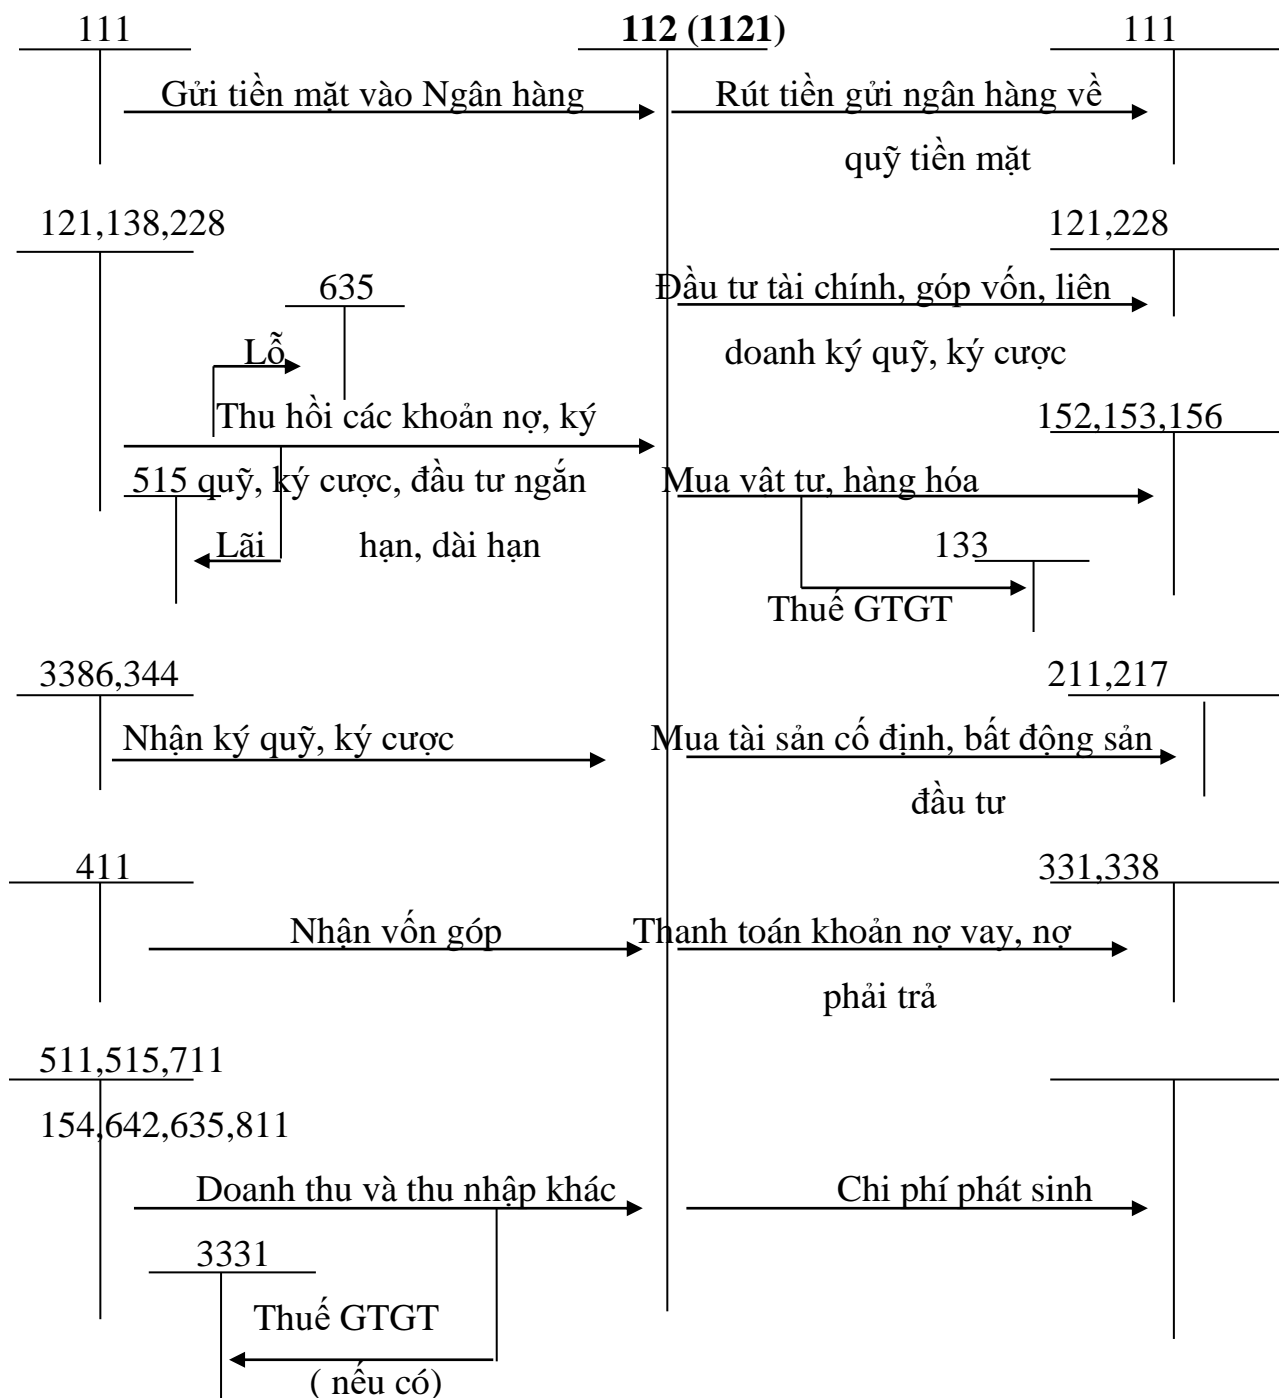 111 112 (1121) 111
Gửi tiền mặt vào Ngân hàng Rút tiền gửi ngân hàng về
quỹ tiền mặt
121,138,228 121,228
635 Đầu tư tài chính, góp vốn, liên
Lỗ doanh ký quỹ, ký cược
Thu hồi các khoản nợ, ký 152,153,156
515 quỹ, ký cược, đầu tư ngắn Mua vật tư, hàng hóa
Lãi hạn, dài hạn 133
Thuế GTGT
3386,344 211,217
Nhận ký quỹ, ký cược Mua tài sản cố định, bất động sản
đầu tư
411 331,338
Nhận vốn góp Thanh toán khoản nợ vay, nợ
phải trả
511,515,711
154,642,635,811
Doanh thu và thu nhập khác Chi phí phát sinh
3331
Thuế GTGT
( nếu có)